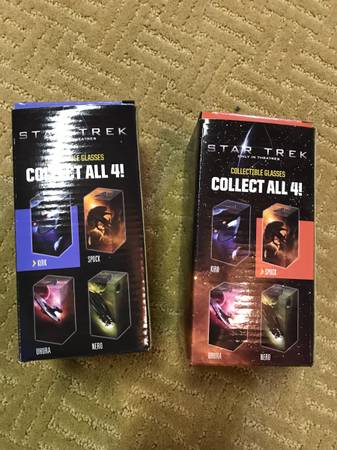 STAR TREK
COLLECTIBLE GLASSES
COLLECT ALL 4!
> KIRK
SPOCK
UHURA
NERO
STAR TREK
ONLY IN THEATRES
COLLECTIBLE GLASSES
COLLECT ALL 4!
KIRK
> SPOCK
UHURA
NERO